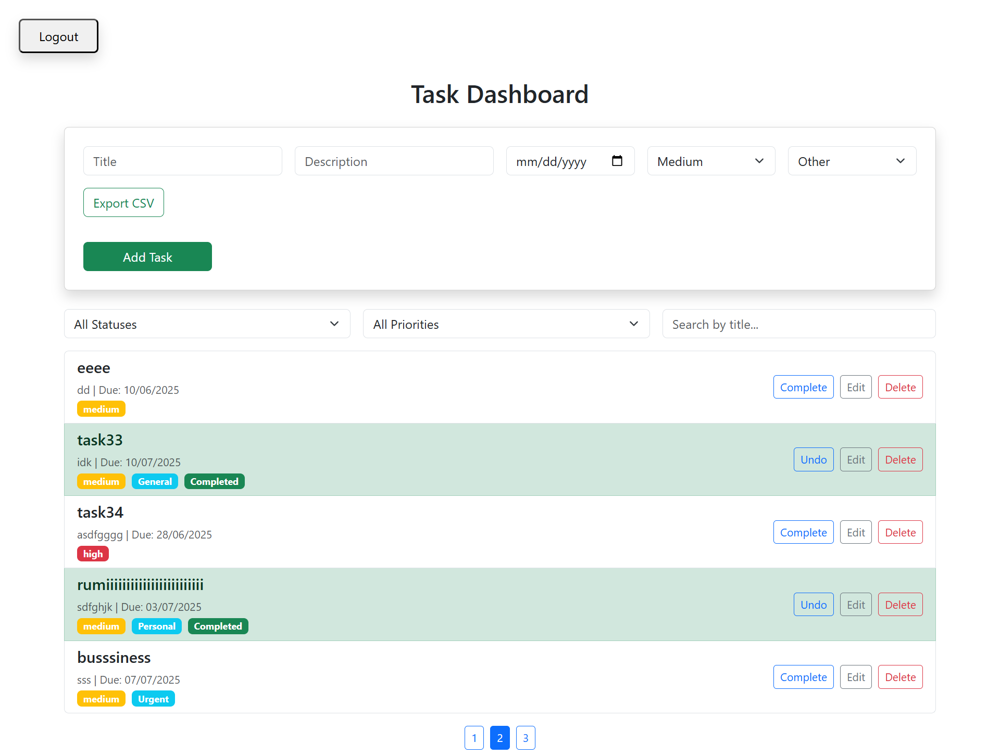 Logout
Task Dashboard
Title Description mm/dd/yyyy Medium Other
Export CSV
Add Task
All Statuses All Priorities Search by title...
eeee
dd | Due: 10/06/2025
medium
Complete Edit Delete
task33
idk | Due: 10/07/2025
medium General Completed
Undo Edit Delete
task34
asdfgggg | Due: 28/06/2025
high
Complete Edit Delete
rumiiiiiiiiiiiiiiiiiiiiiiii
sdfghjk | Due: 03/07/2025
medium Personal Completed
Undo Edit Delete
busssiness
sss | Due: 07/07/2025
medium Urgent
Complete Edit Delete
1 2 3